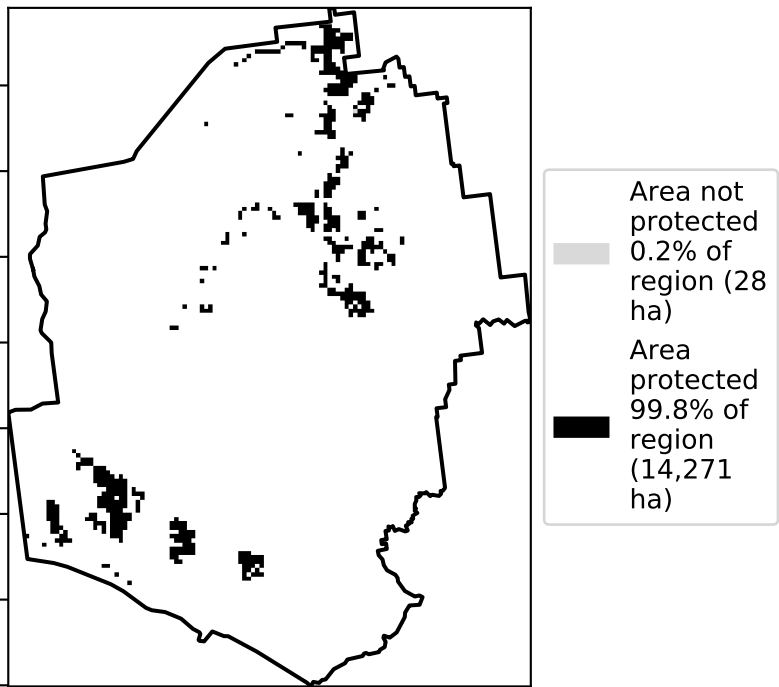 Area not
protected
0.2% of
region (28
ha)
Area
protected
99.8% of
region
(14,271
ha)